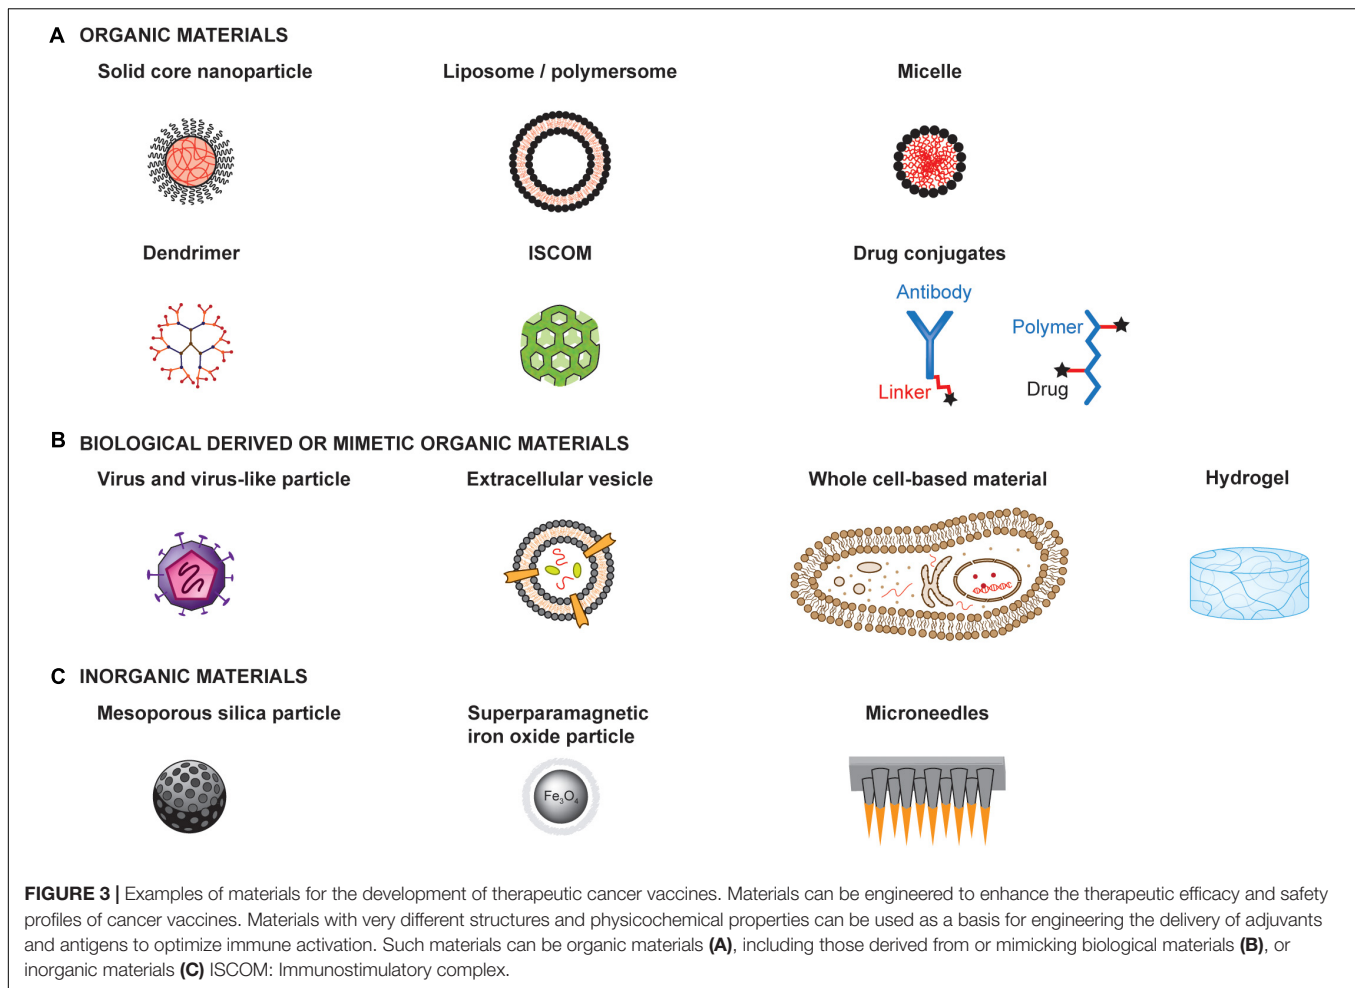 A ORGANIC MATERIALS
Solid core nanoparticle
Liposome / polymersome
Micelle
Dendrimer
ISCOM
Drug conjugates
Antibody
Linker
Polymer
Drug
B BIOLOGICAL DERIVED OR MIMETIC ORGANIC MATERIALS
Virus and virus-like particle
Extracellular vesicle
Whole cell-based material
Hydrogel
C INORGANIC MATERIALS
Mesoporous silica particle
Superparamagnetic
iron oxide particle
Fe₃O₄
Microneedles
FIGURE 3 | Examples of materials for the development of therapeutic cancer vaccines. Materials can be engineered to enhance the therapeutic efficacy and safety
profiles of cancer vaccines. Materials with very different structures and physicochemical properties can be used as a basis for engineering the delivery of adjuvants
and antigens to optimize immune activation. Such materials can be organic materials (A), including those derived from or mimicking biological materials (B), or
inorganic materials (C) ISCOM: Immunostimulatory complex.